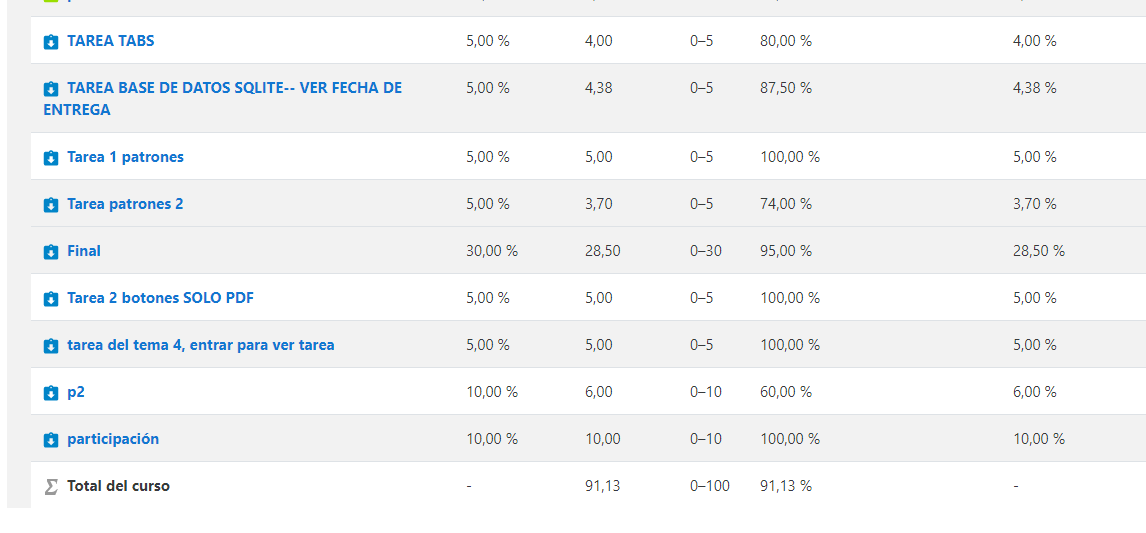 TAREA TABS 5,00 % 4,00 0–5 80,00 % 4,00 %
TAREA BASE DE DATOS SQLITE-- VER FECHA DE 5,00 % 4,38 0–5 87,50 % 4,38 %
ENTREGA
Tarea 1 patrones 5,00 % 5,00 0–5 100,00 % 5,00 %
Tarea patrones 2 5,00 % 3,70 0–5 74,00 % 3,70 %
Final 30,00 % 28,50 0–30 95,00 % 28,50 %
Tarea 2 botones SOLO PDF 5,00 % 5,00 0–5 100,00 % 5,00 %
tarea del tema 4, entrar para ver tarea 5,00 % 5,00 0–5 100,00 % 5,00 %
p2 10,00 % 6,00 0–10 60,00 % 6,00 %
participación 10,00 % 10,00 0–10 100,00 % 10,00 %
Total del curso - 91,13 0–100 91,13 % -